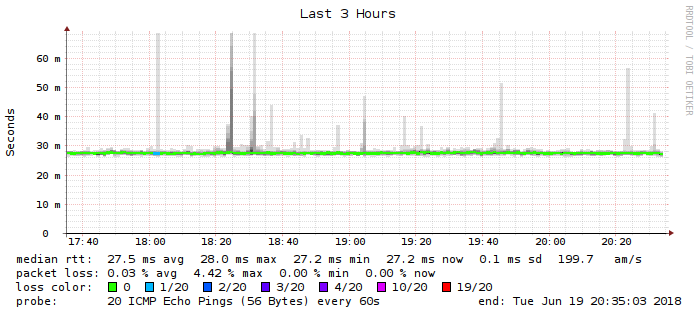 Last 3 Hours
RRDTOOL / TOBI OETIKER
Seconds
60 m
50 m
40 m
30 m
20 m
10 m
0
17:40 18:00 18:20 18:40 19:00 19:20 19:40 20:00 20:20
median rtt: 27.5 ms avg 28.0 ms max 27.2 ms min 27.2 ms now 0.1 ms sd 199.7 am/s
packet loss: 0.03 % avg 4.42 % max 0.00 % min 0.00 % now
loss color: 0 1/20 2/20 3/20 4/20 10/20 19/20
probe: 20 ICMP Echo Pings (56 Bytes) every 60s end: Tue Jun 19 20:35:03 2018